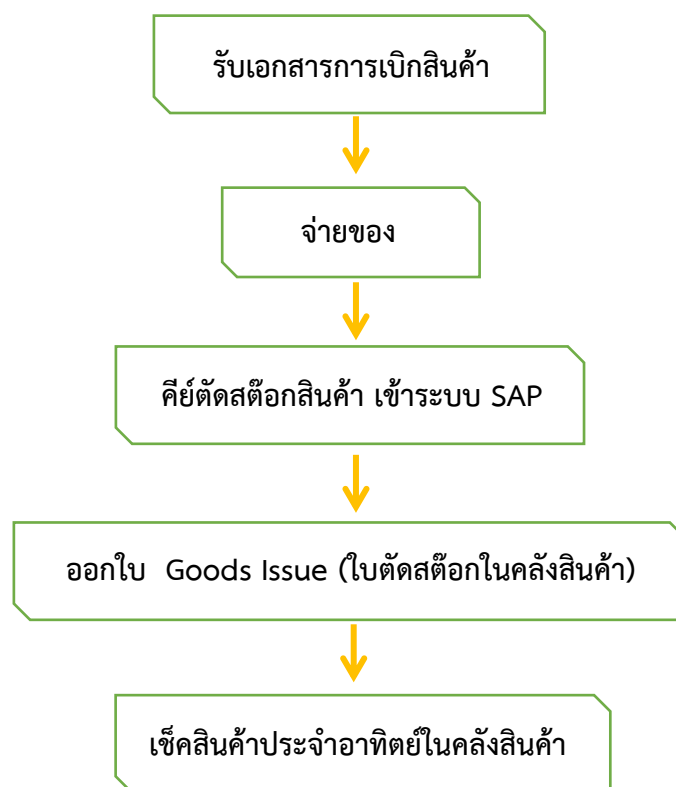 รับเอกสารการเบิกสินค้า
จ่ายของ
คีย์ตัดสต๊อกสินค้า เข้าระบบ SAP
ออกใบ Goods Issue (ใบตัดสต๊อกในคลังสินค้า)
เช็คสินค้าประจำอาทิตย์ในคลังสินค้า